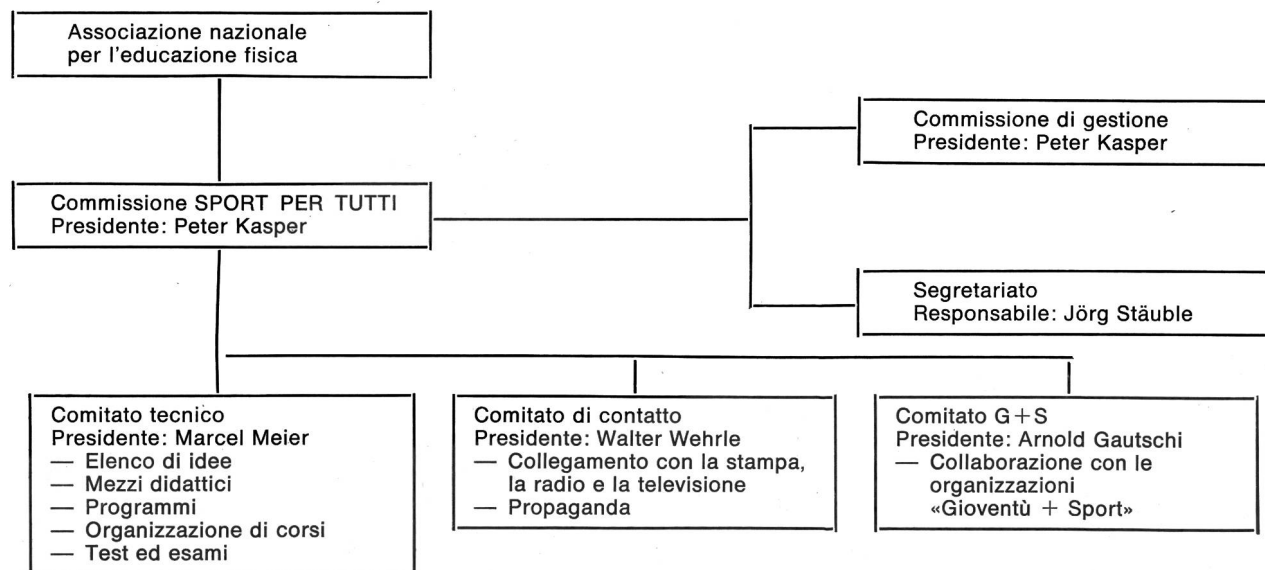 Associazione nazionale
per l'educazione fisica
Commissione di gestione
Presidente: Peter Kasper
Commissione SPORT PER TUTTI
Presidente: Peter Kasper
Segretariato
Responsabile: Jörg Stäuble
Comitato tecnico
Presidente: Marcel Meier
— Elenco di idee
— Mezzi didattici
— Programmi
— Organizzazione di corsi
— Test ed esami
Comitato di contatto
Presidente: Walter Wehrle
— Collegamento con la stampa,
la radio e la televisione
— Propaganda
Comitato G+S
Presidente: Arnold Gautschi
— Collaborazione con le
organizzazioni
«Gioventù + Sport»